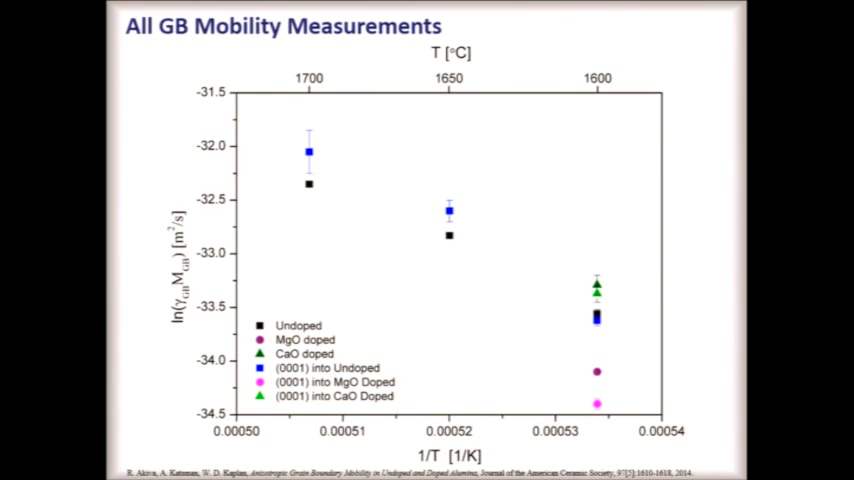 All GB Mobility Measurements
T [°C]
1700 1650 1600
-31.5
-32.0
-32.5
-33.0
-33.5
-34.0
-34.5
ln(γGB MGB) [m²/s]
Undoped
MgO doped
CaO doped
(0001) into Undoped
(0001) into MgO Doped
(0001) into CaO Doped
0.00050 0.00051 0.00052 0.00053 0.00054
1/T [1/K]
R. Akiva, A. Katsman, W. D. Kaplan, Anisotropic Grain Boundary Mobility in Undoped and Doped Alumina, Journal of the American Ceramic Society, 97[5]:1610-1618, 2014.